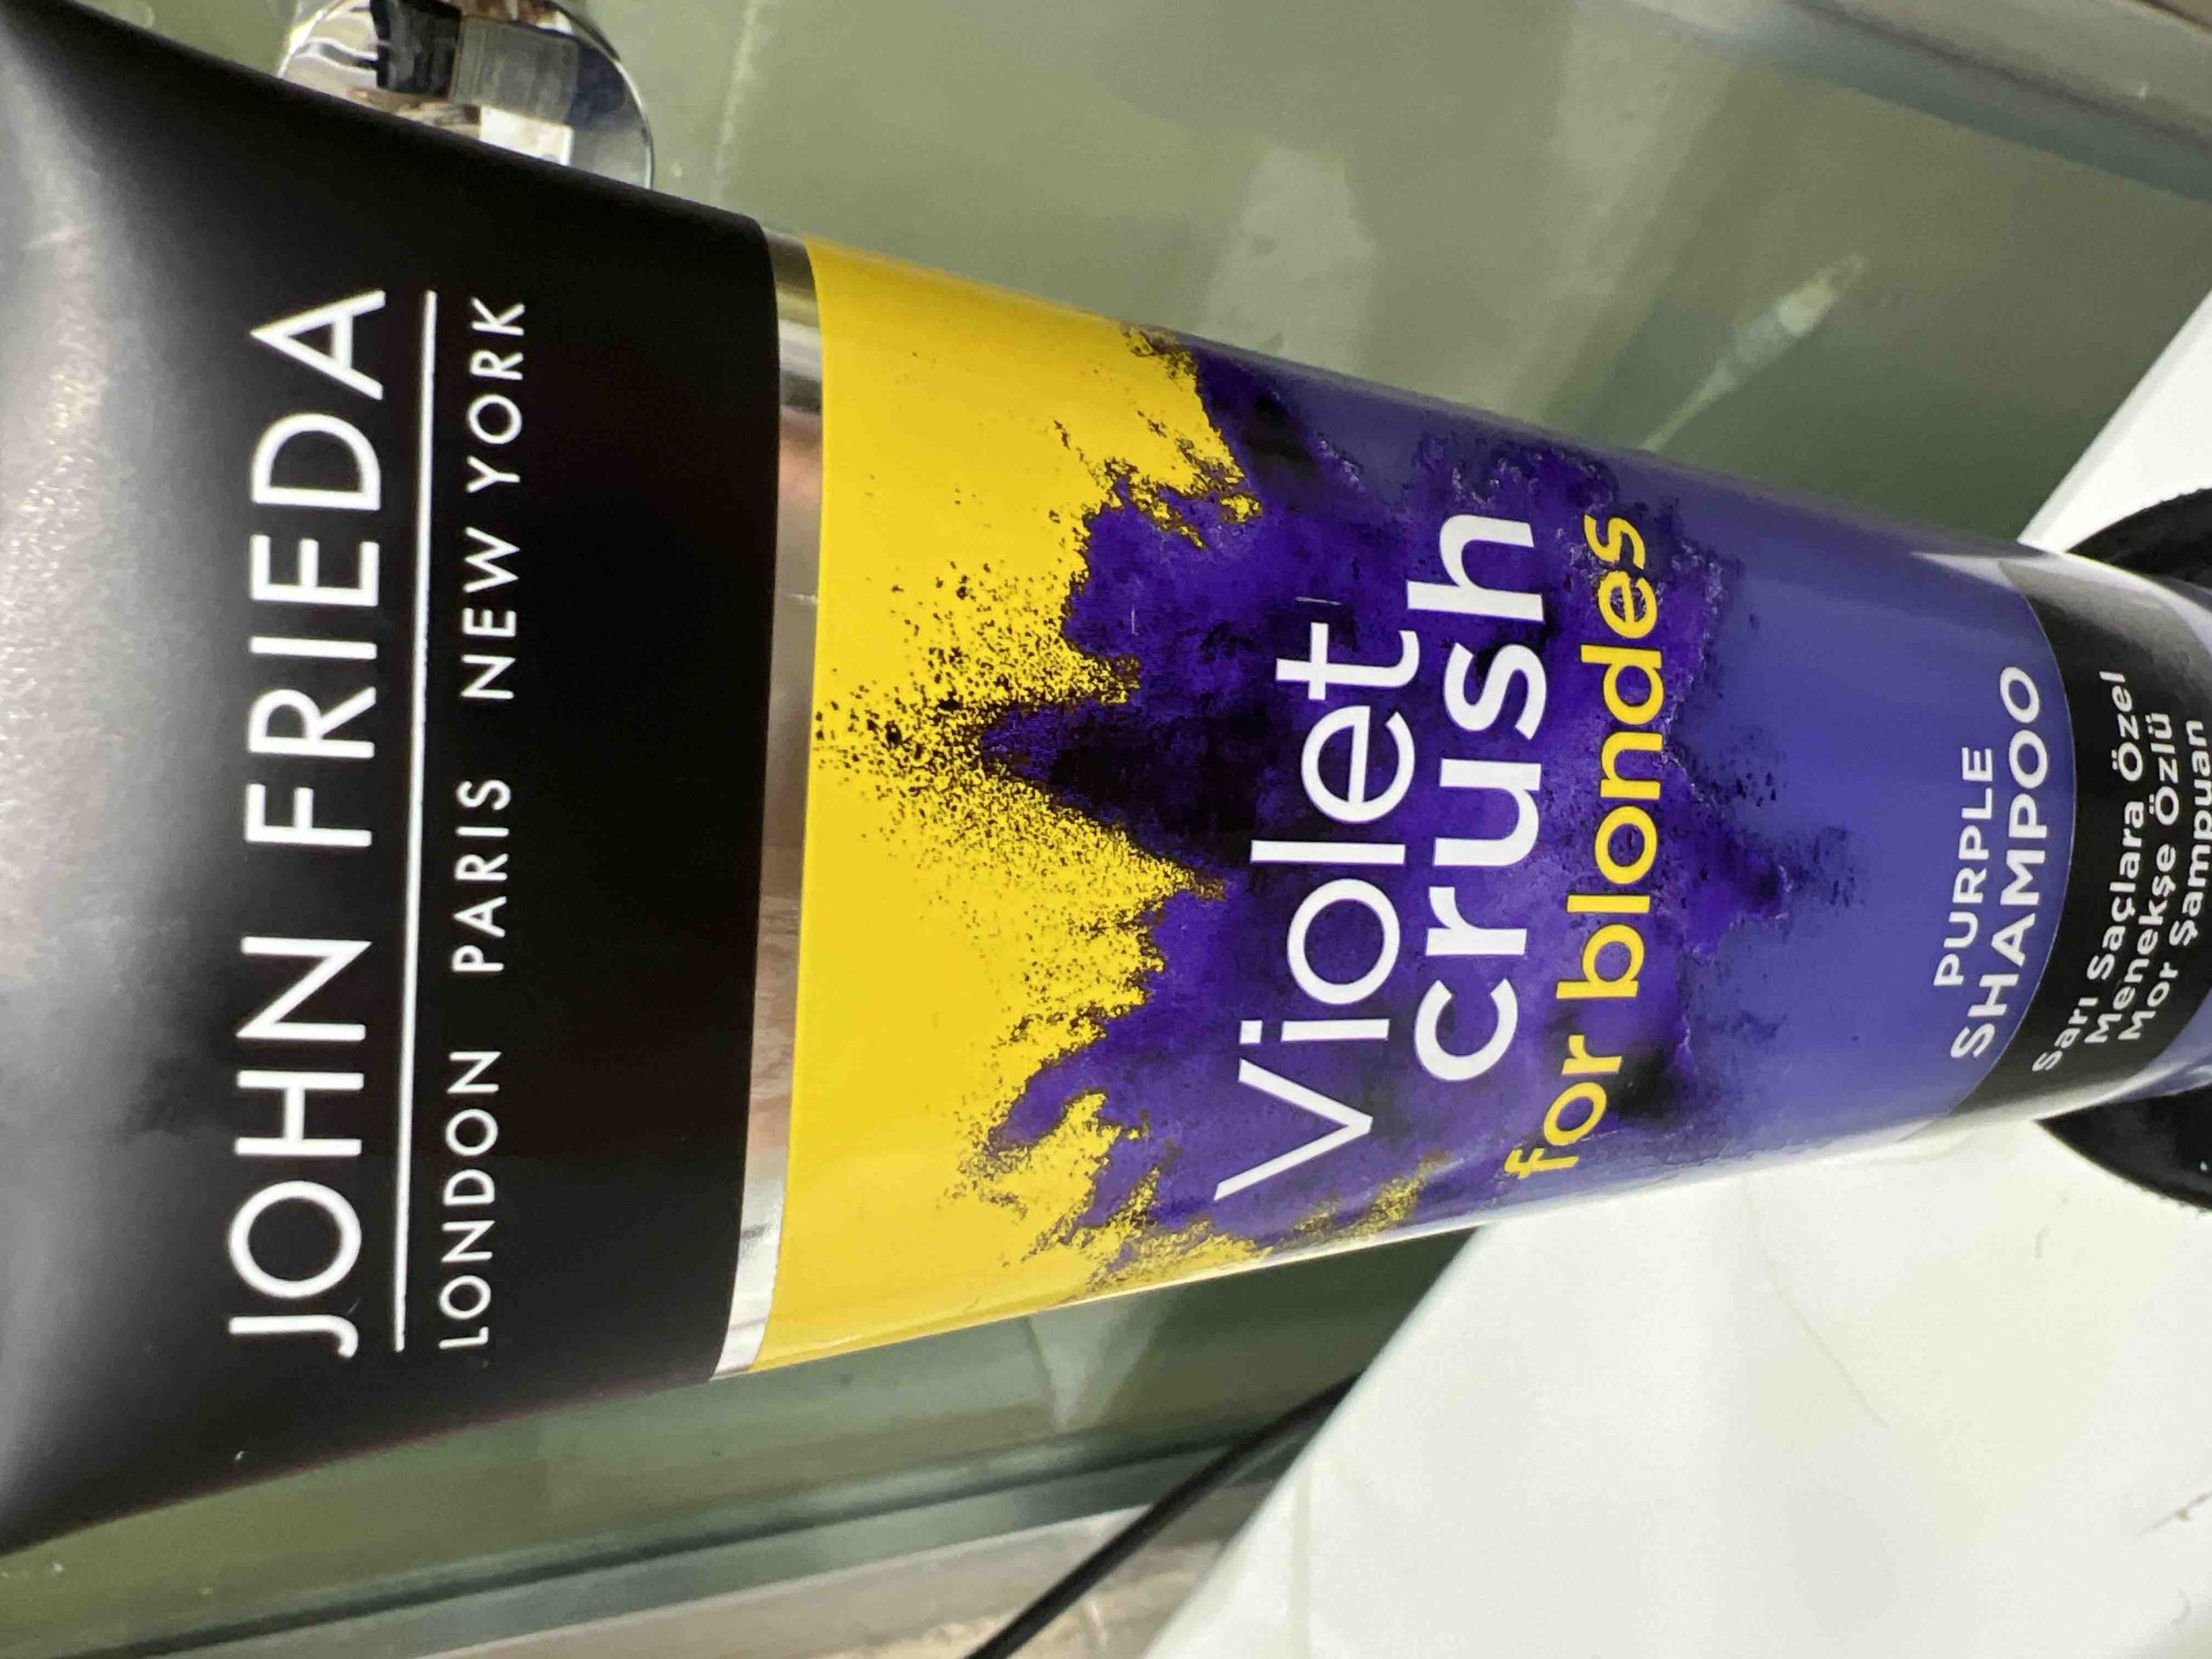 JOHN FRIEDA
LONDON PARIS NEW YORK
Violet
crush
for blondes
PURPLE
SHAMPOO
Sarı Saçlara Özel
Menekşe Özlü
Mor Şampuan